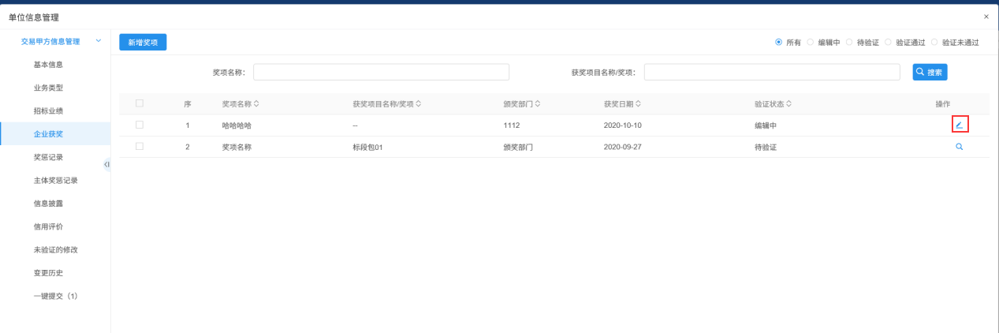 单位信息管理 ×
交易甲方信息管理
新增奖项
所有 编辑中 待验证 验证通过 验证未通过
基本信息
奖项名称： 获奖项目名称/奖项： 搜索
业务类型
序 奖项名称 获奖项目名称/奖项 颁奖部门 获奖日期 验证状态 操作
招标业绩
1 哈哈哈哈 -- 1112 2020-10-10 编辑中
企业获奖
2 奖项名称 标段包01 颁奖部门 2020-09-27 待验证
奖惩记录
主体奖惩记录
信息披露
信用评价
未验证的修改
变更历史
一键提交（1）